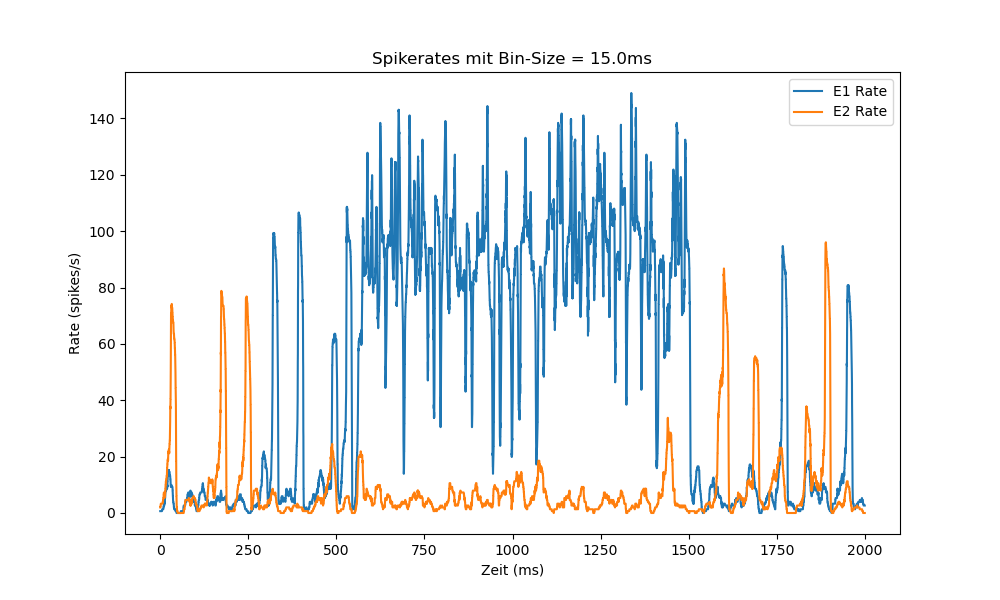 Spikerates mit Bin-Size = 15.0ms
E1 Rate
E2 Rate
Rate (spikes/s)
140
120
100
80
60
40
20
0
0 250 500 750 1000 1250 1500 1750 2000
Zeit (ms)